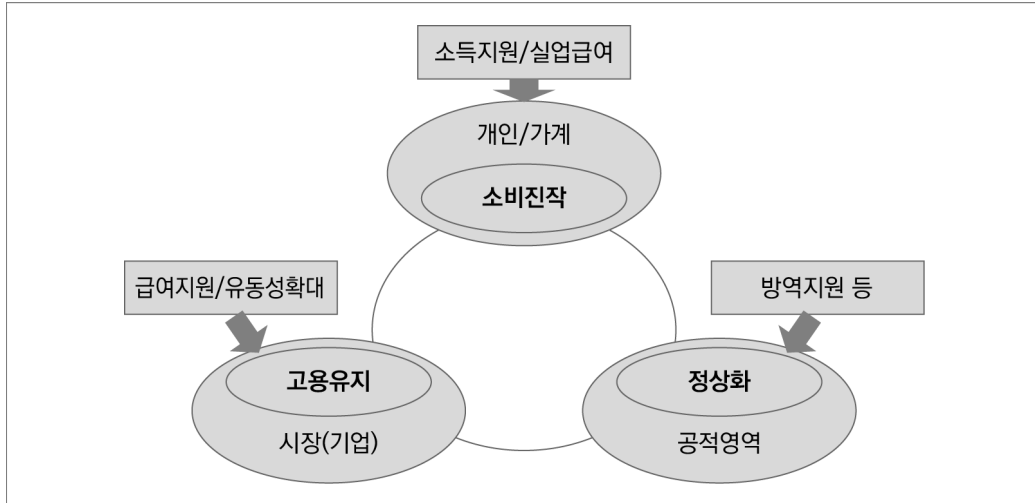 소득지원/실업급여
개인/가계
소비진작
급여지원/유동성확대
방역지원 등
고용유지
정상화
시장(기업)
공적영역